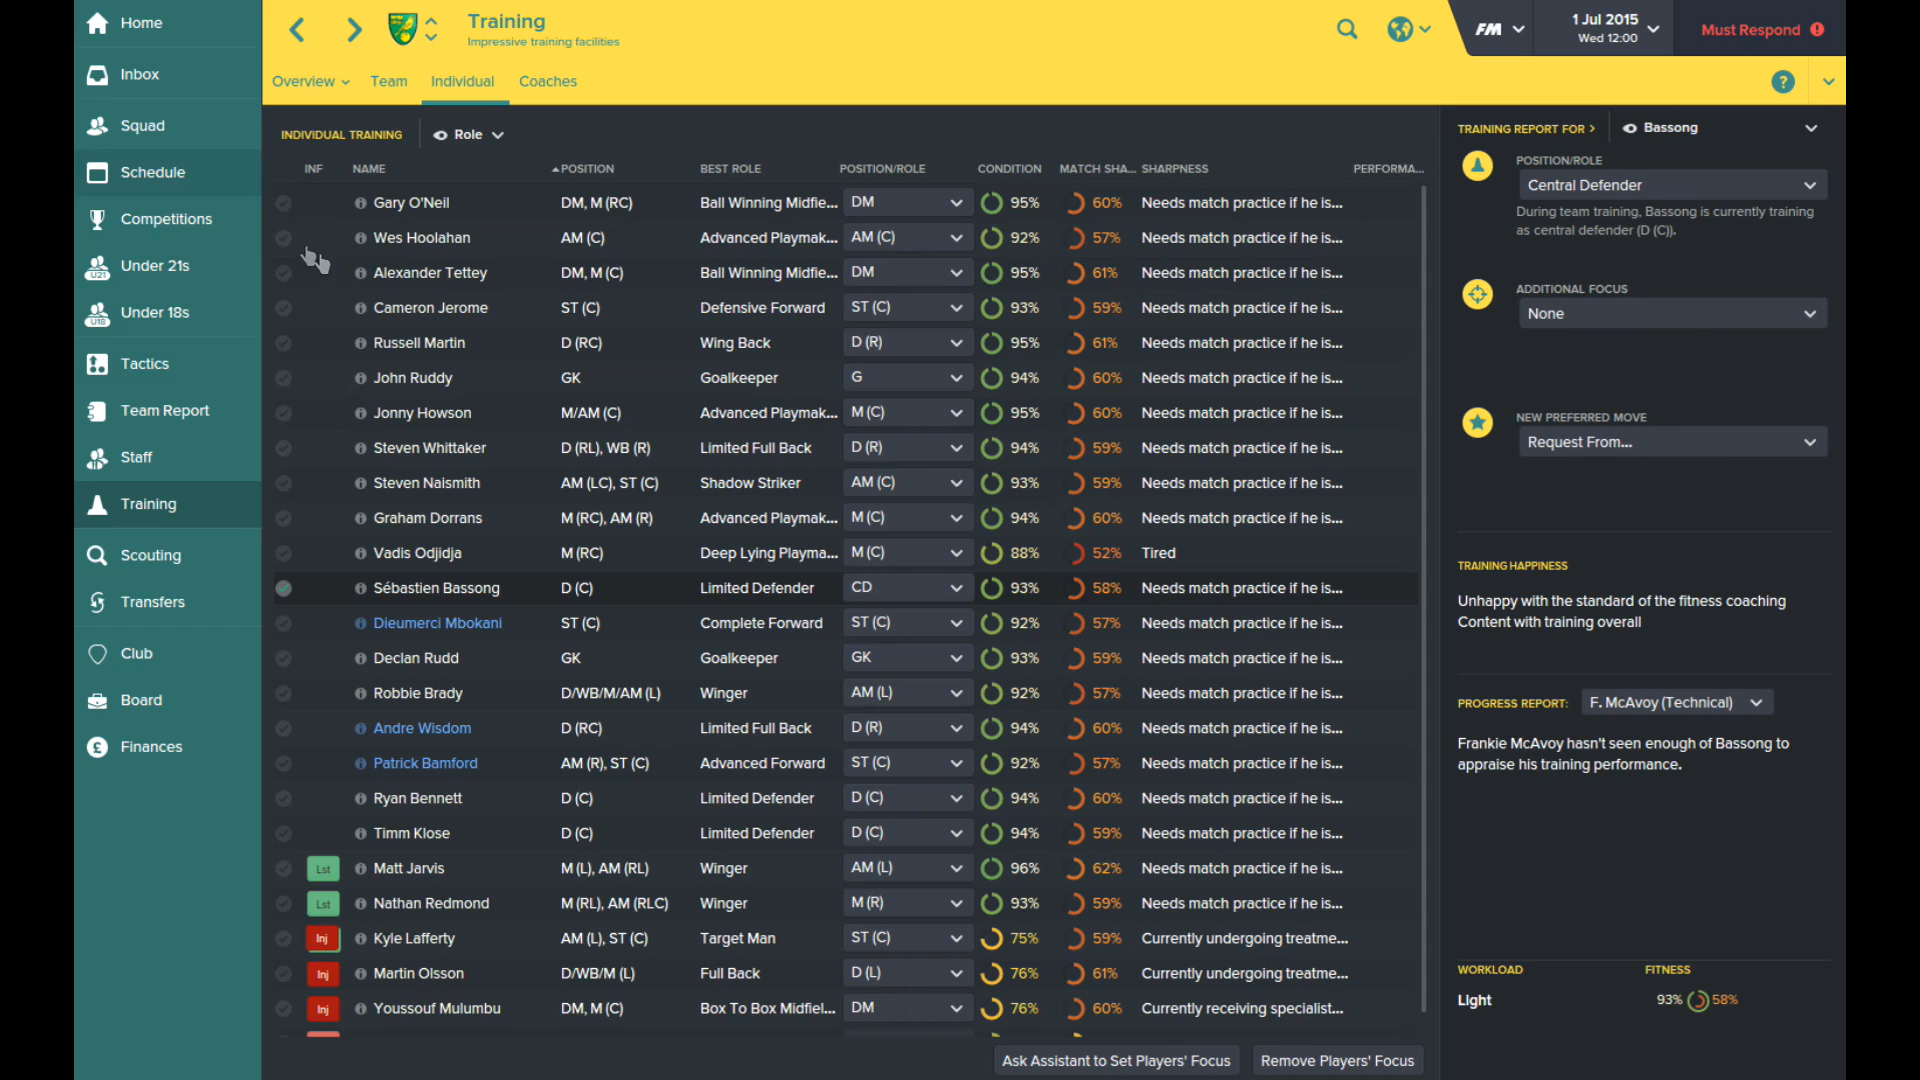 Home
Inbox
Squad
Schedule
Competitions
U21
Under 21s
U18
Under 18s
Tactics
Team Report
Staff
Training
Scouting
Transfers
Club
Board
Finances
Training
Impressive training facilities
FM
1 Jul 2015
Wed 12:00
Must Respond
Overview Team Individual Coaches
?
INDIVIDUAL TRAINING Role
INF NAME POSITION BEST ROLE POSITION/ROLE CONDITION MATCH SHA... SHARPNESS PERFORMA...
Gary O'Neil DM, M (RC) Ball Winning Midfie... DM 95% 60% Needs match practice if he is...
Wes Hoolahan AM (C) Advanced Playmak... AM (C) 92% 57% Needs match practice if he is...
Alexander Tettey DM, M (C) Ball Winning Midfie... DM 95% 61% Needs match practice if he is...
Cameron Jerome ST (C) Defensive Forward ST (C) 93% 59% Needs match practice if he is...
Russell Martin D (RC) Wing Back D (R) 95% 61% Needs match practice if he is...
John Ruddy GK Goalkeeper G 94% 60% Needs match practice if he is...
Jonny Howson M/AM (C) Advanced Playmak... M (C) 95% 60% Needs match practice if he is...
Steven Whittaker D (RL), WB (R) Limited Full Back D (R) 94% 59% Needs match practice if he is...
Steven Naismith AM (LC), ST (C) Shadow Striker AM (C) 93% 59% Needs match practice if he is...
Graham Dorrans M (RC), AM (R) Advanced Playmak... M (C) 94% 60% Needs match practice if he is...
Vadis Odjidja M (RC) Deep Lying Playma... M (C) 88% 52% Tired
Sébastien Bassong D (C) Limited Defender CD 93% 58% Needs match practice if he is...
Dieumerci Mbokani ST (C) Complete Forward ST (C) 92% 57% Needs match practice if he is...
Declan Rudd GK Goalkeeper GK 93% 59% Needs match practice if he is...
Robbie Brady D/WB/M/AM (L) Winger AM (L) 92% 57% Needs match practice if he is...
Andre Wisdom D (RC) Limited Full Back D (R) 94% 60% Needs match practice if he is...
Patrick Bamford AM (R), ST (C) Advanced Forward ST (C) 92% 57% Needs match practice if he is...
Ryan Bennett D (C) Limited Defender D (C) 94% 60% Needs match practice if he is...
Timm Klose D (C) Limited Defender D (C) 94% 59% Needs match practice if he is...
Lst Matt Jarvis M (L), AM (RL) Winger AM (L) 96% 62% Needs match practice if he is...
Lst Nathan Redmond M (RL), AM (RLC) Winger M (R) 93% 59% Needs match practice if he is...
Inj Kyle Lafferty AM (L), ST (C) Target Man ST (C) 75% 59% Currently undergoing treatme...
Inj Martin Olsson D/WB/M (L) Full Back D (L) 76% 61% Currently undergoing treatme...
Inj Youssouf Mulumbu DM, M (C) Box To Box Midfiel... DM 76% 60% Currently receiving specialist...
Ask Assistant to Set Players' Focus Remove Players' Focus
TRAINING REPORT FOR > Bassong
POSITION/ROLE
Central Defender
During team training, Bassong is currently training
as central defender (D (C)).
ADDITIONAL FOCUS
None
NEW PREFERRED MOVE
Request From...
TRAINING HAPPINESS
Unhappy with the standard of the fitness coaching
Content with training overall
PROGRESS REPORT: F. McAvoy (Technical)
Frankie McAvoy hasn't seen enough of Bassong to
appraise his training performance.
WORKLOAD FITNESS
Light 93% 58%